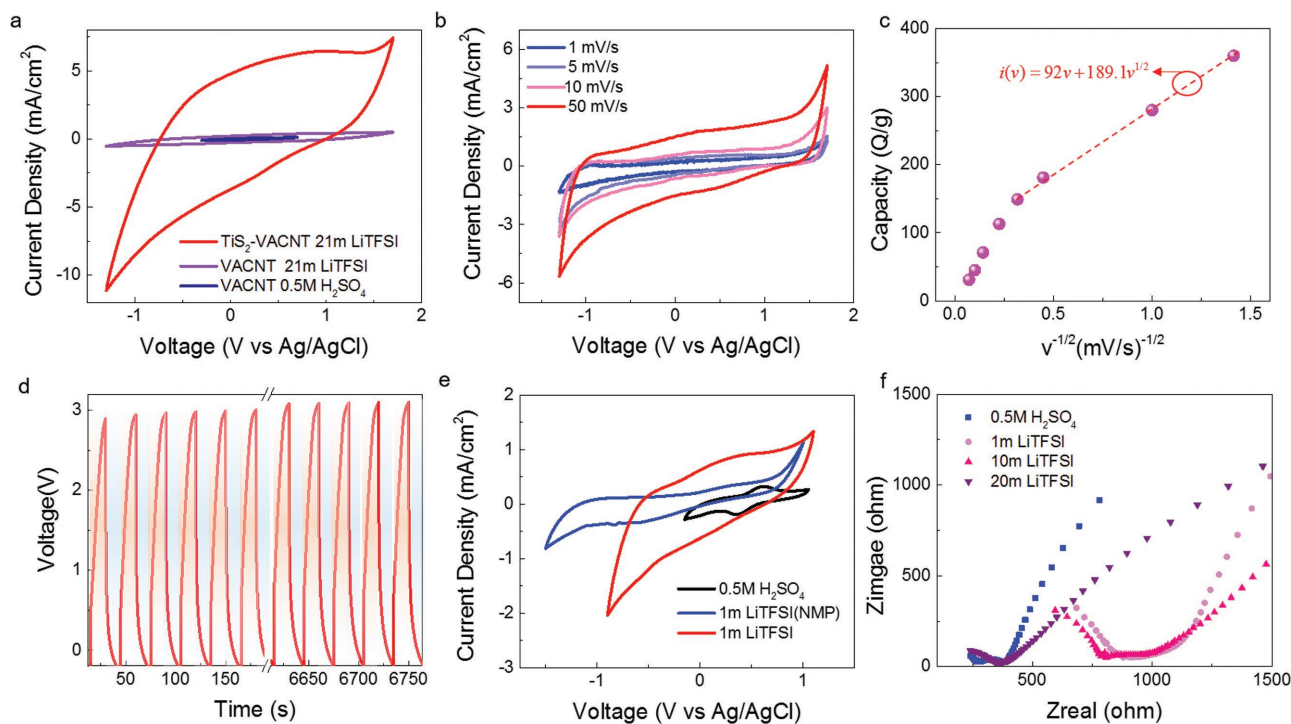 a
Current Density (mA/cm²)
5
0
-5
-10
TiS₂-VACNT 21m LiTFSI
VACNT 21m LiTFSI
VACNT 0.5M H₂SO₄
-1 0 1 2
Voltage (V vs Ag/AgCl)
b
Current Density (mA/cm²)
6
3
0
-3
-6
1 mV/s
5 mV/s
10 mV/s
50 mV/s
-1 0 1 2
Voltage (V vs Ag/AgCl)
c
Capacity (Q/g)
400
300
200
100
0
i(v) = 92v+189.1v^{1/2}
0.0 0.5 1.0 1.5
v^{-1/2}(mV/s)^{-1/2}
d
Voltage(V)
3
2
1
0
50 100 150 6650 6700 6750
Time (s)
e
Current Density (mA/cm²)
2
1
0
-1
-2
-3
0.5M H₂SO₄
1m LiTFSI(NMP)
1m LiTFSI
-1 0 1
Voltage (V vs Ag/AgCl)
f
Zimgae (ohm)
1500
1000
500
0
0.5M H₂SO₄
1m LiTFSI
10m LiTFSI
20m LiTFSI
500 1000 1500
Zreal (ohm)